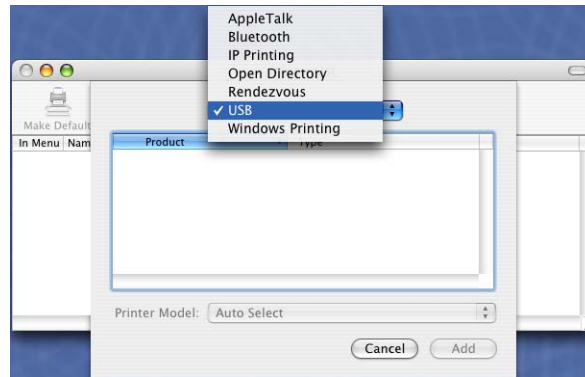 AppleTalk
Bluetooth
IP Printing
Open Directory
Rendezvous
✓ USB
Windows Printing
Make Default
In Menu Nam
Product Type
Printer Model: Auto Select
Cancel Add